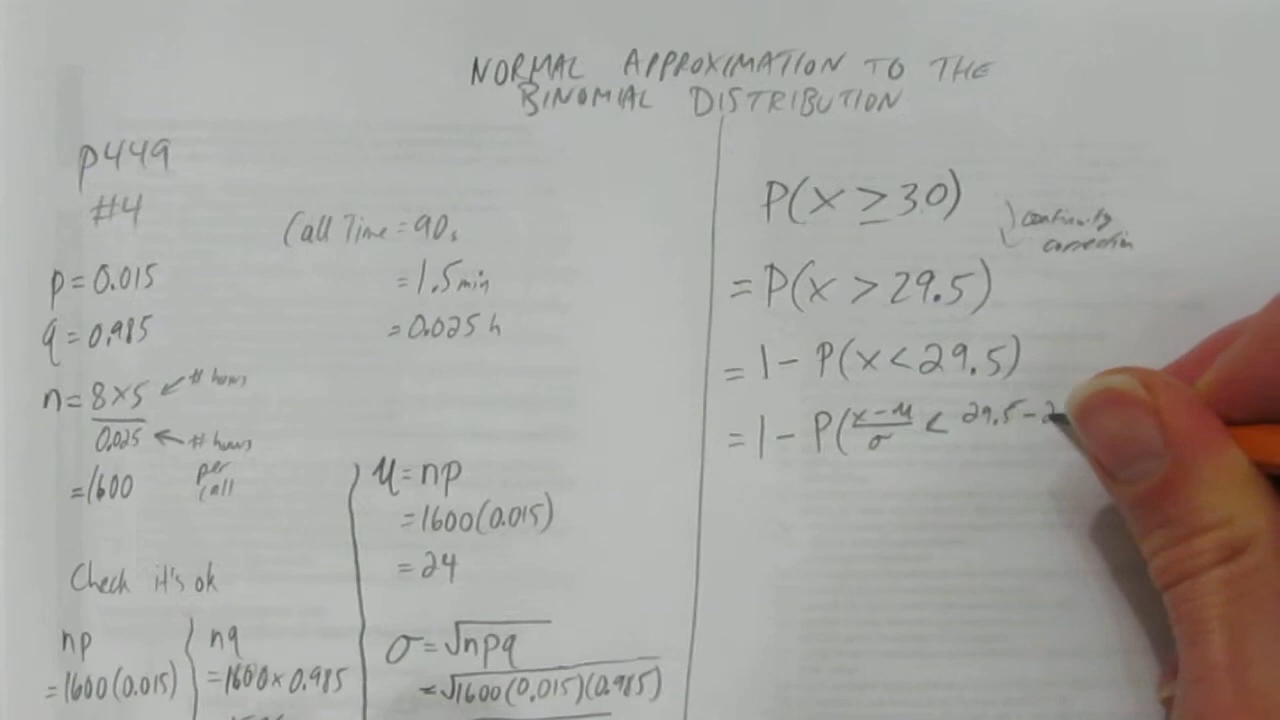 NORMAL APPROXIMATION TO THE
BINOMIAL DISTRIBUTION
p449
#4
Call Time = 90s
= 1.5 min
= 0.025 h
p = 0.015
q = 0.985
n = 8×5 ← # hours
0.025 ← # hours
per
call
= 1600
Check it's ok
np
= 1600(0.015)
nq
= 1600 × 0.985
μ = np
= 1600(0.015)
= 24
σ = √npq
= √1600(0.015)(0.985)
P(x ≥ 30)
continuity
correction
= P(x > 29.5)
= 1 - P(x < 29.5)
= 1 - P(x-μ/σ < 29.5-2